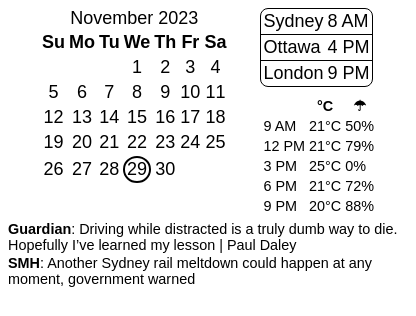 November 2023
Su Mo Tu We Th Fr Sa
1 2 3 4
5 6 7 8 9 10 11
12 13 14 15 16 17 18
19 20 21 22 23 24 25
26 27 28 29 30
Sydney 8 AM
Ottawa 4 PM
London 9 PM
°C ☂
9 AM 21°C 50%
12 PM 21°C 79%
3 PM 25°C 0%
6 PM 21°C 72%
9 PM 20°C 88%
Guardian: Driving while distracted is a truly dumb way to die.
Hopefully I’ve learned my lesson | Paul Daley
SMH: Another Sydney rail meltdown could happen at any
moment, government warned